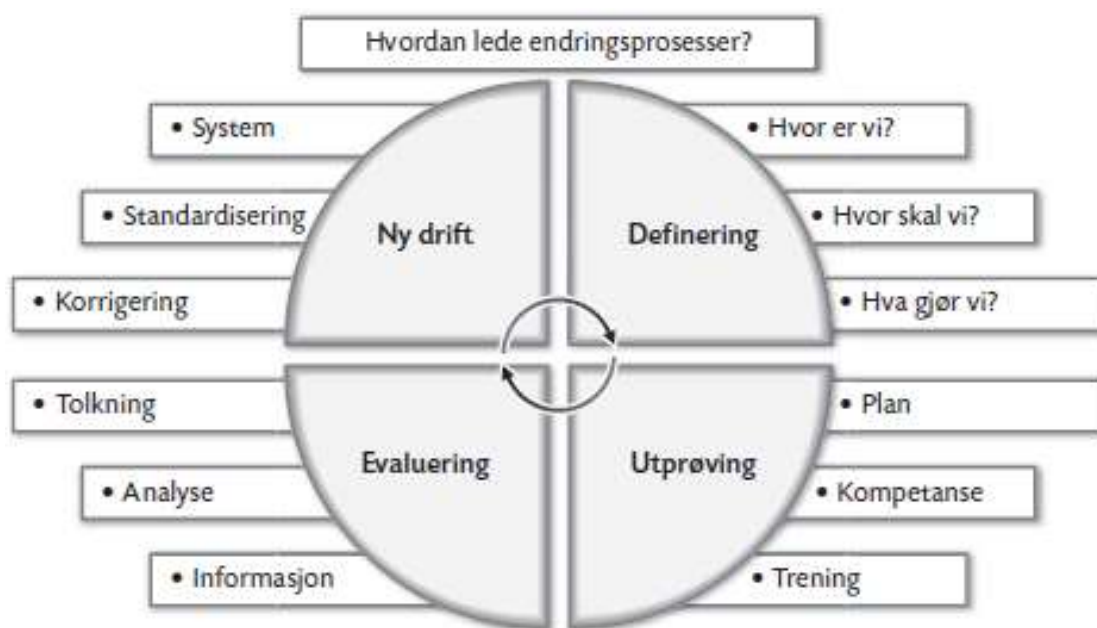 Hvordan lede endringsprosesser?
• System
• Standardisering
• Korrigering
Ny drift
Definering
• Hvor er vi?
• Hvor skal vi?
• Hva gjør vi?
• Tolkning
• Analyse
• Informasjon
Evaluering
Utprøving
• Plan
• Kompetanse
• Trening